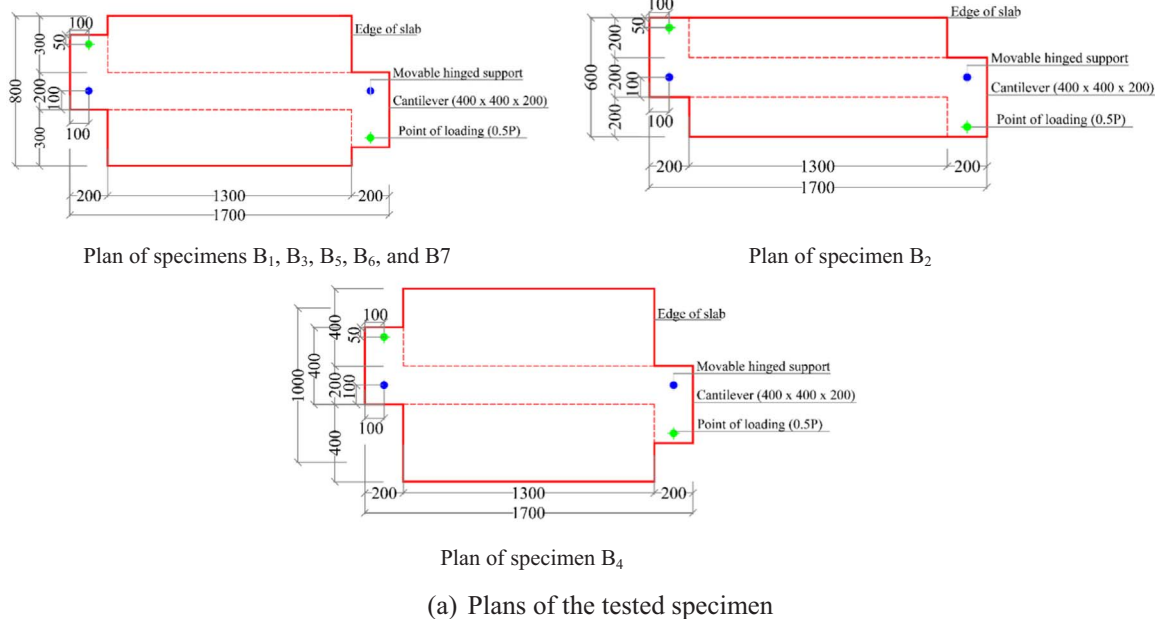 100
50
300
800
200
100
300
100
Edge of slab
Movable hinged support
Cantilever (400 x 400 x 200)
Point of loading (0.5P)
200
1300
200
1700
Plan of specimens B1, B3, B5, B6, and B7
100
50
200
600
100
200
100
Edge of slab
Movable hinged support
Cantilever (400 x 400 x 200)
Point of loading (0.5P)
200
1300
200
1700
Plan of specimen B2
100
50
400
1000
400
200
100
400
100
Edge of slab
Movable hinged support
Cantilever (400 x 400 x 200)
Point of loading (0.5P)
200
1300
200
1700
Plan of specimen B4
(a) Plans of the tested specimen